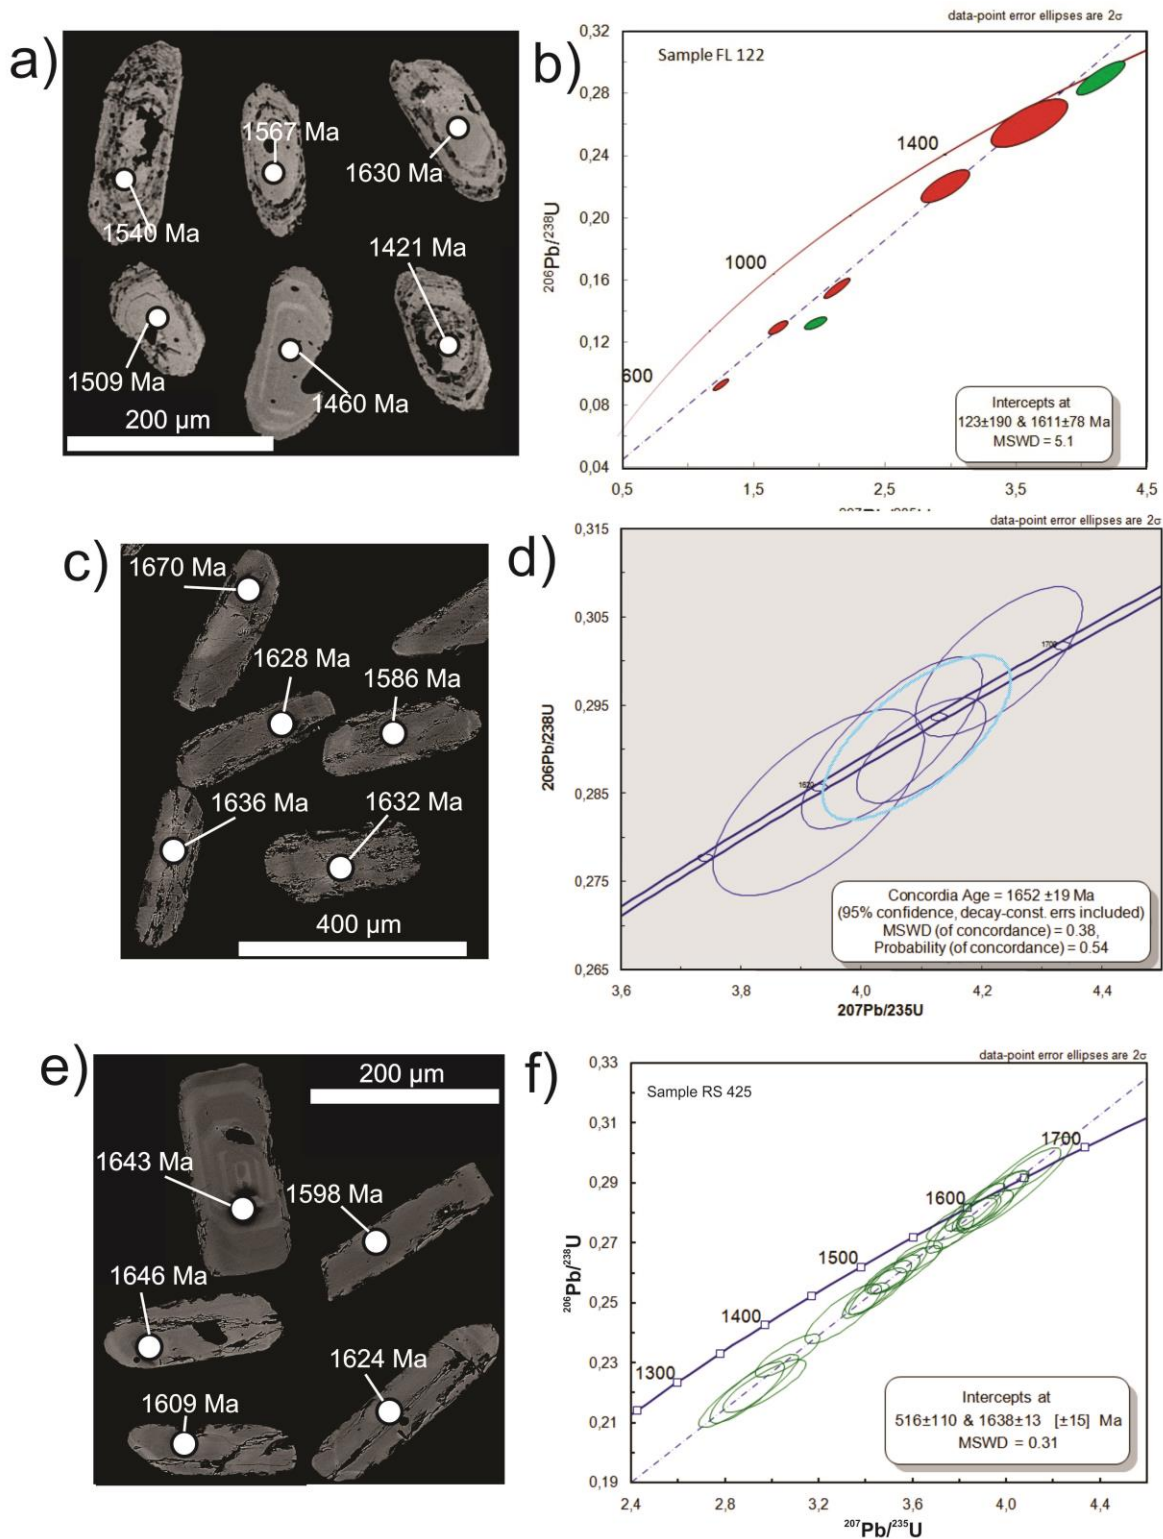 a)
1567 Ma
1630 Ma
1540 Ma
1421 Ma
1509 Ma
1460 Ma
200 µm
b)
data-point error ellipses are 2σ
0,32
0,28
0,24
0,20
0,16
0,12
0,08
0,04
Sample FL 122
1400
1000
600
206Pb/238U
Intercepts at
123±190 & 1611±78 Ma
MSWD = 5.1
0,5
1,5
2,5
3,5
4,5
207Pb/235U
c)
1670 Ma
1628 Ma
1586 Ma
1636 Ma
1632 Ma
400 µm
d)
data-point error ellipses are 2σ
0,315
0,305
0,295
0,285
0,275
0,265
206Pb/238U
1700
1620
Concordia Age = 1652 ±19 Ma
(95% confidence, decay-const. errs included)
MSWD (of concordance) = 0.38,
Probability (of concordance) = 0.54
3,6
3,8
4,0
4,2
4,4
207Pb/235U
e)
200 µm
1643 Ma
1598 Ma
1646 Ma
1624 Ma
1609 Ma
f)
data-point error ellipses are 2σ
0,33
0,31
0,29
0,27
0,25
0,23
0,21
0,19
Sample RS 425
1700
1600
1500
1400
1300
206Pb/238U
Intercepts at
516±110 & 1638±13 [±15] Ma
MSWD = 0.31
2,4
2,8
3,2
3,6
4,0
4,4
207Pb/235U